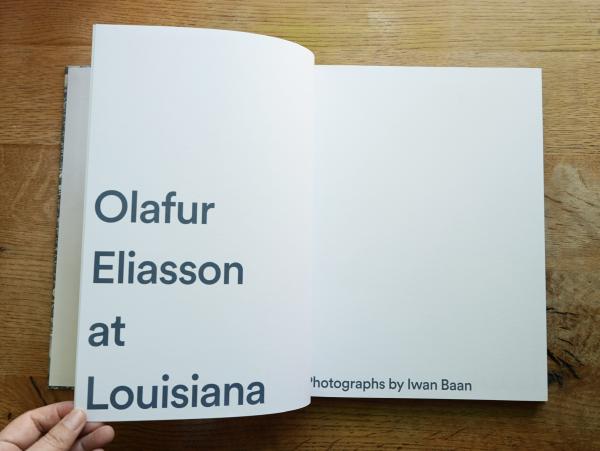 Olafur
Eliasson
at
Louisiana
Photographs by Iwan Baan